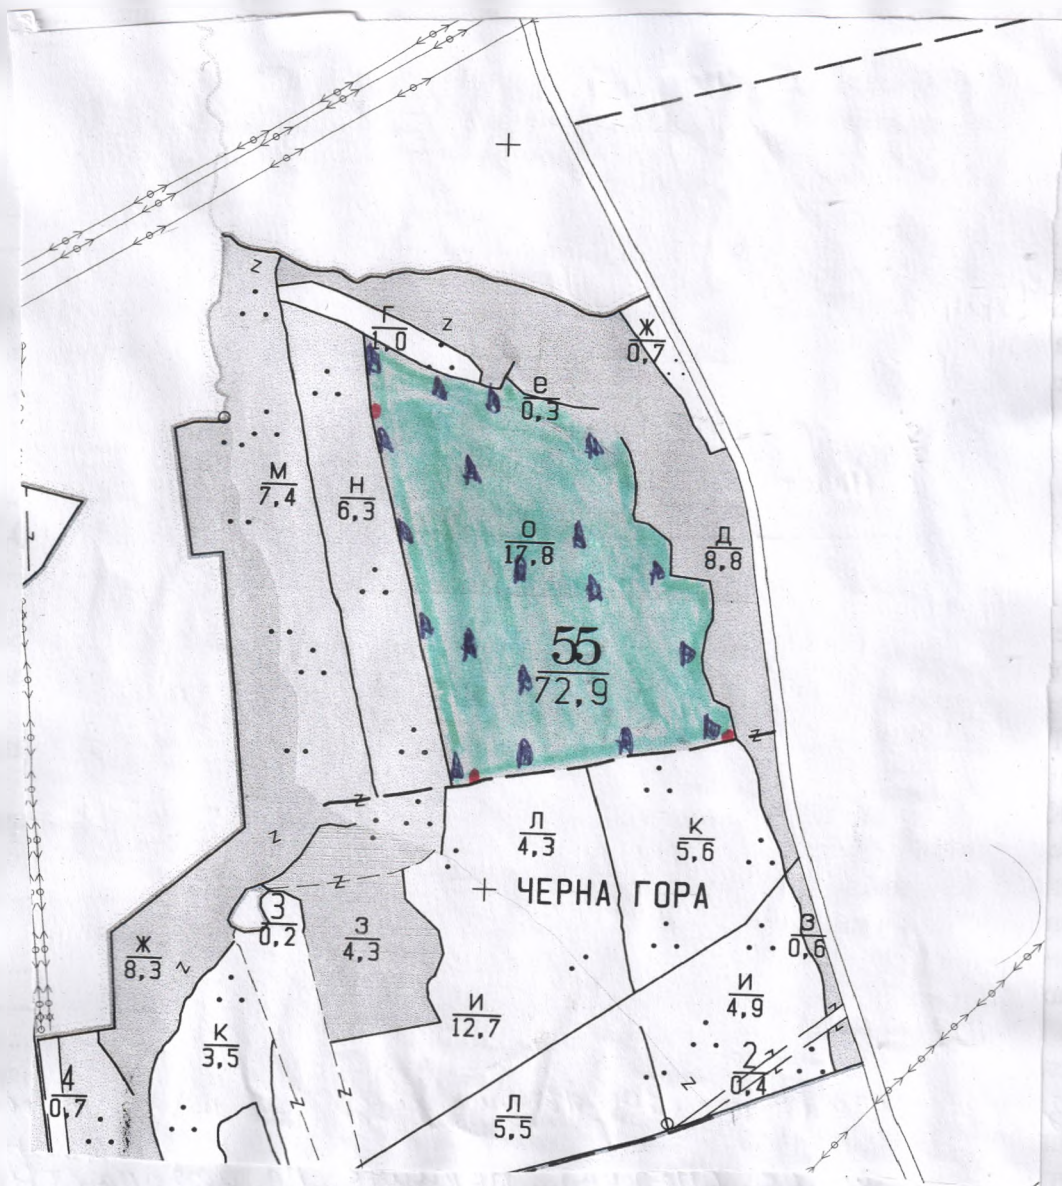 Г
1,0
Ж
0,7
е
0,3
М
7,4
Н
6,3
О
17,8
Д
8,8
55
72,9
Л
4,3
К
5,6
ЧЕРНА ГОРА
З
0,2
З
4,3
З
0,6
Ж
8,3
И
12,7
И
4,9
К
3,5
2
0,4
4
0,7
Л
5,5